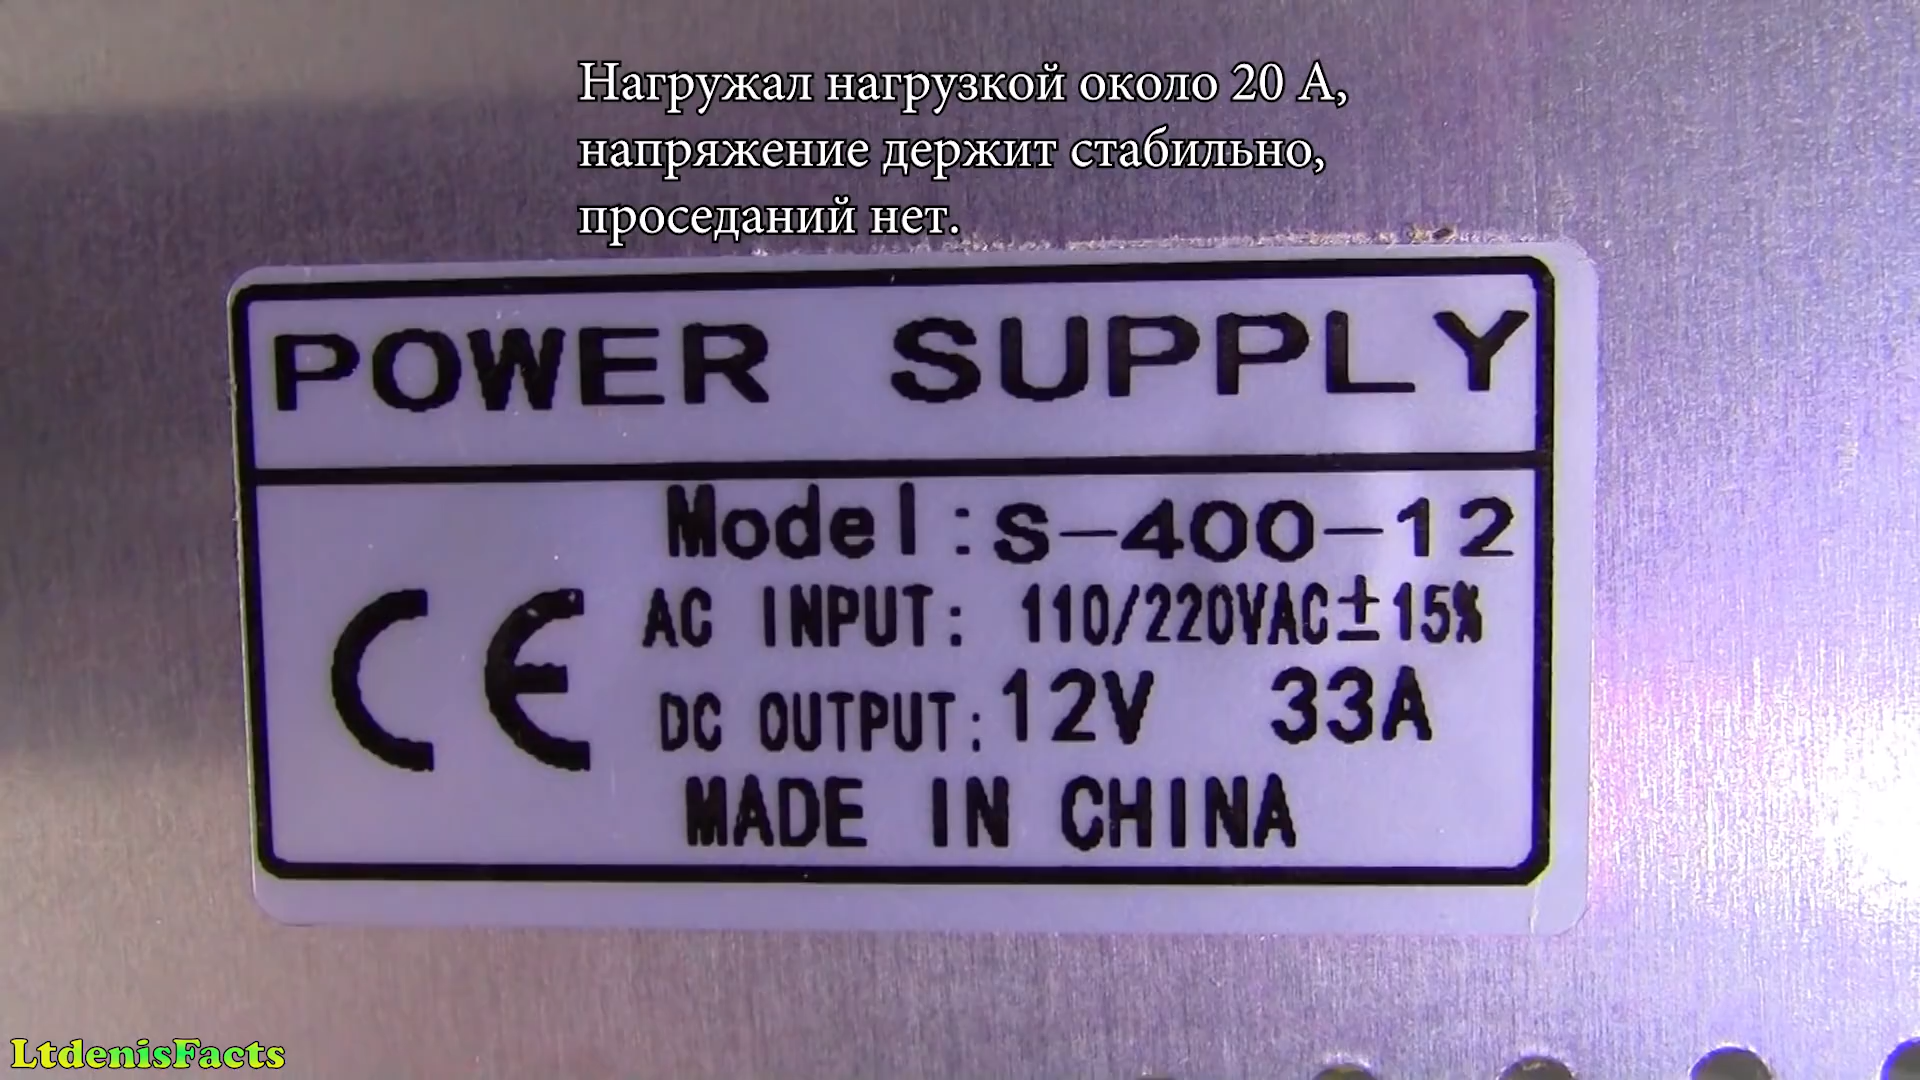 Нагружал нагрузкой около 20 А,
напряжение держит стабильно,
проседаний нет.
POWER SUPPLY
Model:S-400-12
AC INPUT: 110/220VAC±15%
CE
DC OUTPUT:12V 33A
MADE IN CHINA
LtdenisFacts